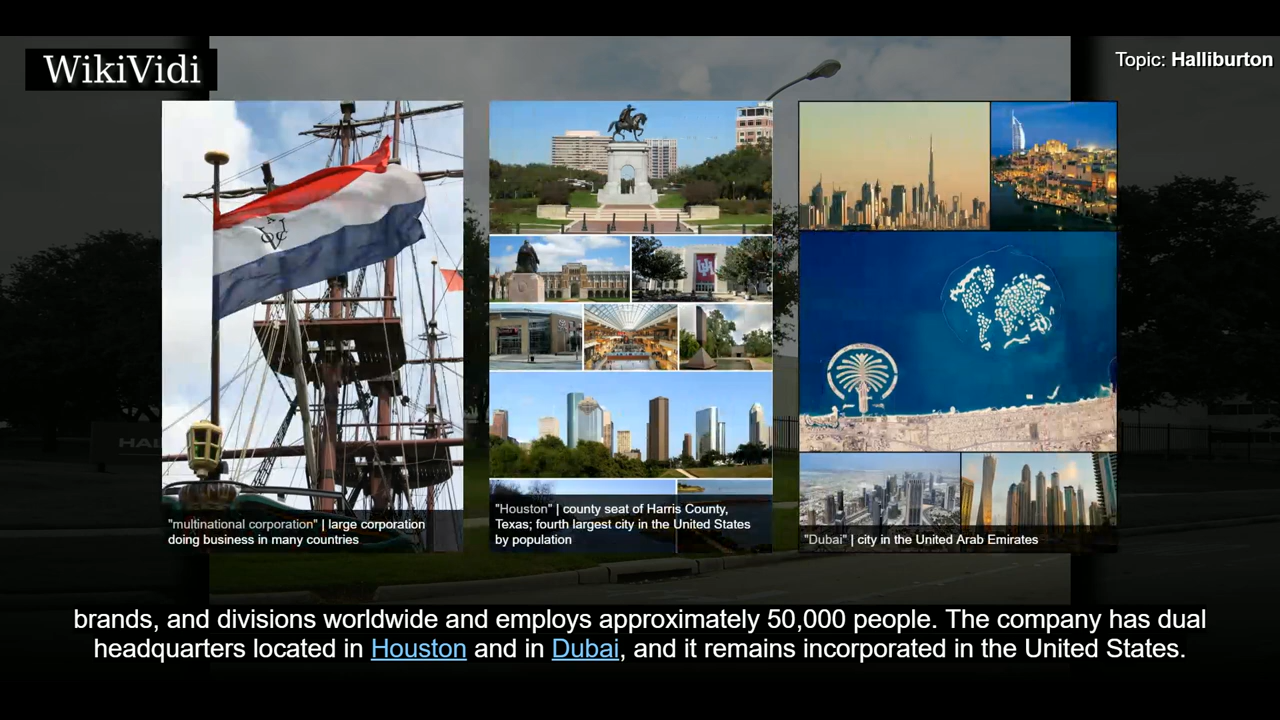 WikiVidi
Topic: Halliburton
"multinational corporation" | large corporation
doing business in many countries
"Houston" | county seat of Harris County,
Texas; fourth largest city in the United States
by population
"Dubai" | city in the United Arab Emirates
brands, and divisions worldwide and employs approximately 50,000 people. The company has dual
headquarters located in Houston and in Dubai, and it remains incorporated in the United States.